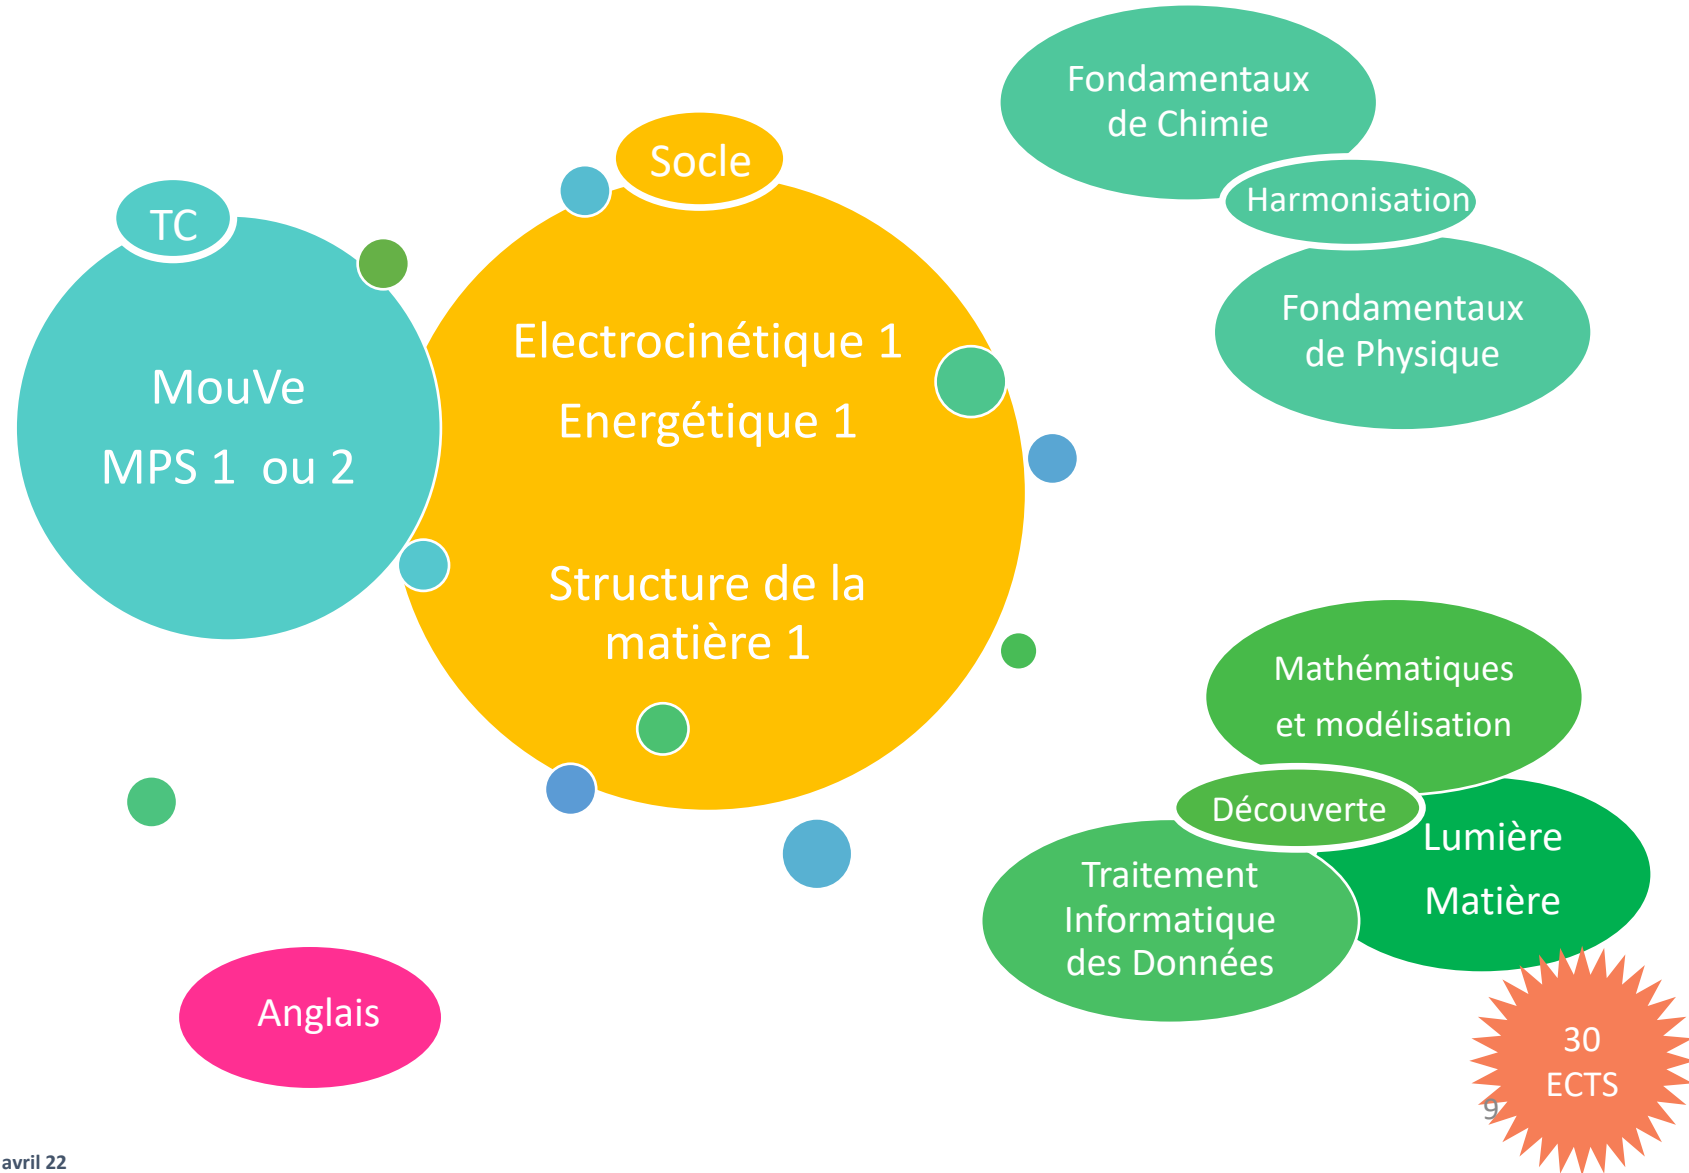 TC
MouVe
MPS 1 ou 2
Socle
Electrocinétique 1
Energétique 1
Structure de la
matière 1
Fondamentaux
de Chimie
Harmonisation
Fondamentaux
de Physique
Mathématiques
et modélisation
Découverte
Lumière
Matière
Traitement
Informatique
des Données
Anglais
30
ECTS
9
avril 22